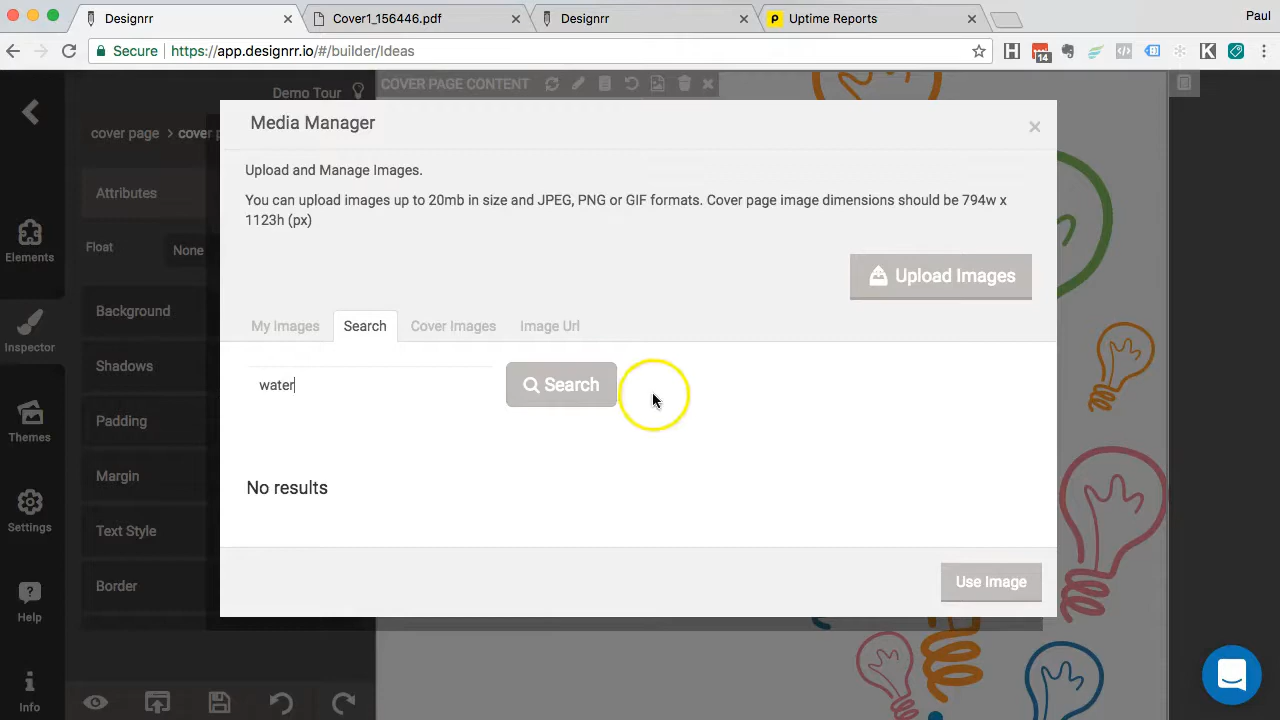 Designrr
Cover1_156446.pdf
Designrr
Uptime Reports
Paul
Secure
https://app.designrr.io/#/builder/Ideas
14
Demo Tour
COVER PAGE CONTENT
cover page > cover p
Attributes
Float
None
Background
Shadows
Padding
Margin
Text Style
Border
Elements
Inspector
Themes
Settings
Help
Info
Media Manager
Upload and Manage Images.
You can upload images up to 20mb in size and JPEG, PNG or GIF formats. Cover page image dimensions should be 794w x
1123h (px)
Upload Images
My Images
Search
Cover Images
Image Url
water
Search
No results
Use Image